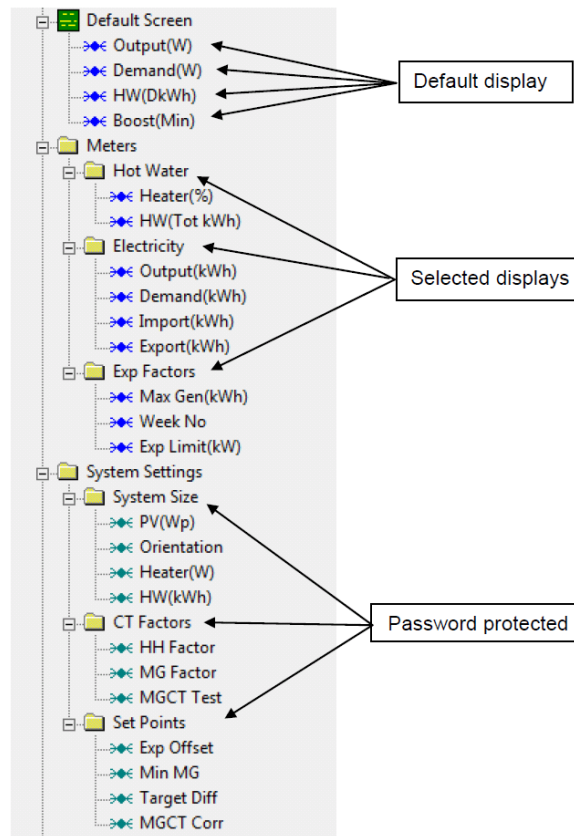 Default Screen
Output(W)
Demand(W)
HW(DkWh)
Boost(Min)
Default display
Meters
Hot Water
Heater(%)
HW(Tot kWh)
Electricity
Output(kWh)
Demand(kWh)
Import(kWh)
Export(kWh)
Selected displays
Exp Factors
Max Gen(kWh)
Week No
Exp Limit(kW)
System Settings
System Size
PV(Wp)
Orientation
Heater(W)
HW(kWh)
CT Factors
HH Factor
MG Factor
MGCT Test
Password protected
Set Points
Exp Offset
Min MG
Target Diff
MGCT Corr